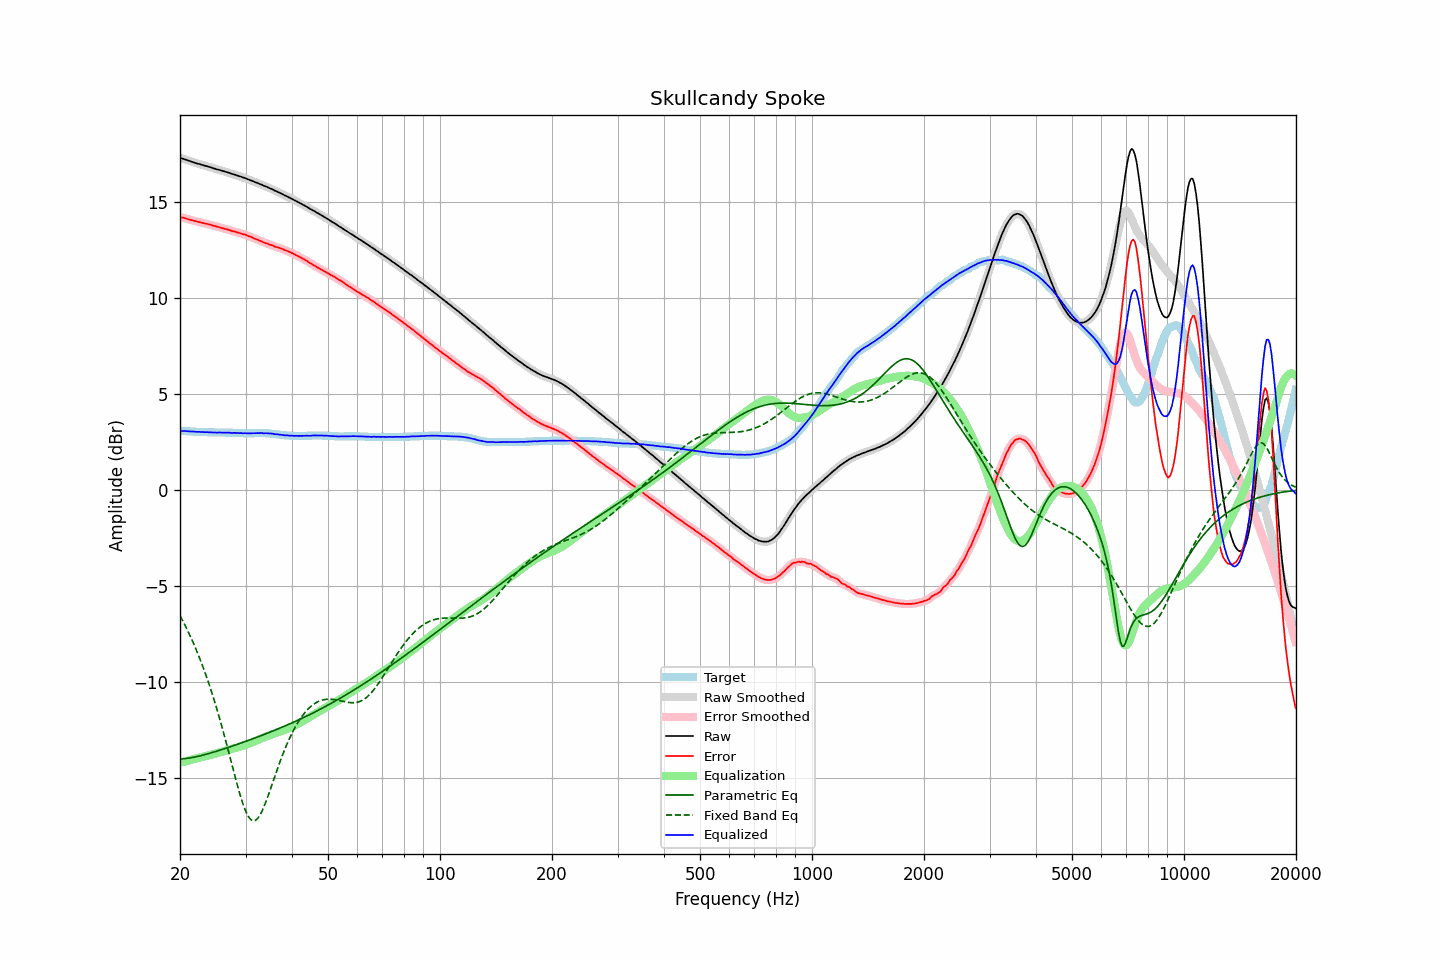 Skullcandy Spoke
Amplitude (dBr)
15
10
5
0
−5
−10
−15
Target
Raw Smoothed
Error Smoothed
Raw
Error
Equalization
Parametric Eq
Fixed Band Eq
Equalized
20 50 100 200 500 1000 2000 5000 10000 20000
Frequency (Hz)